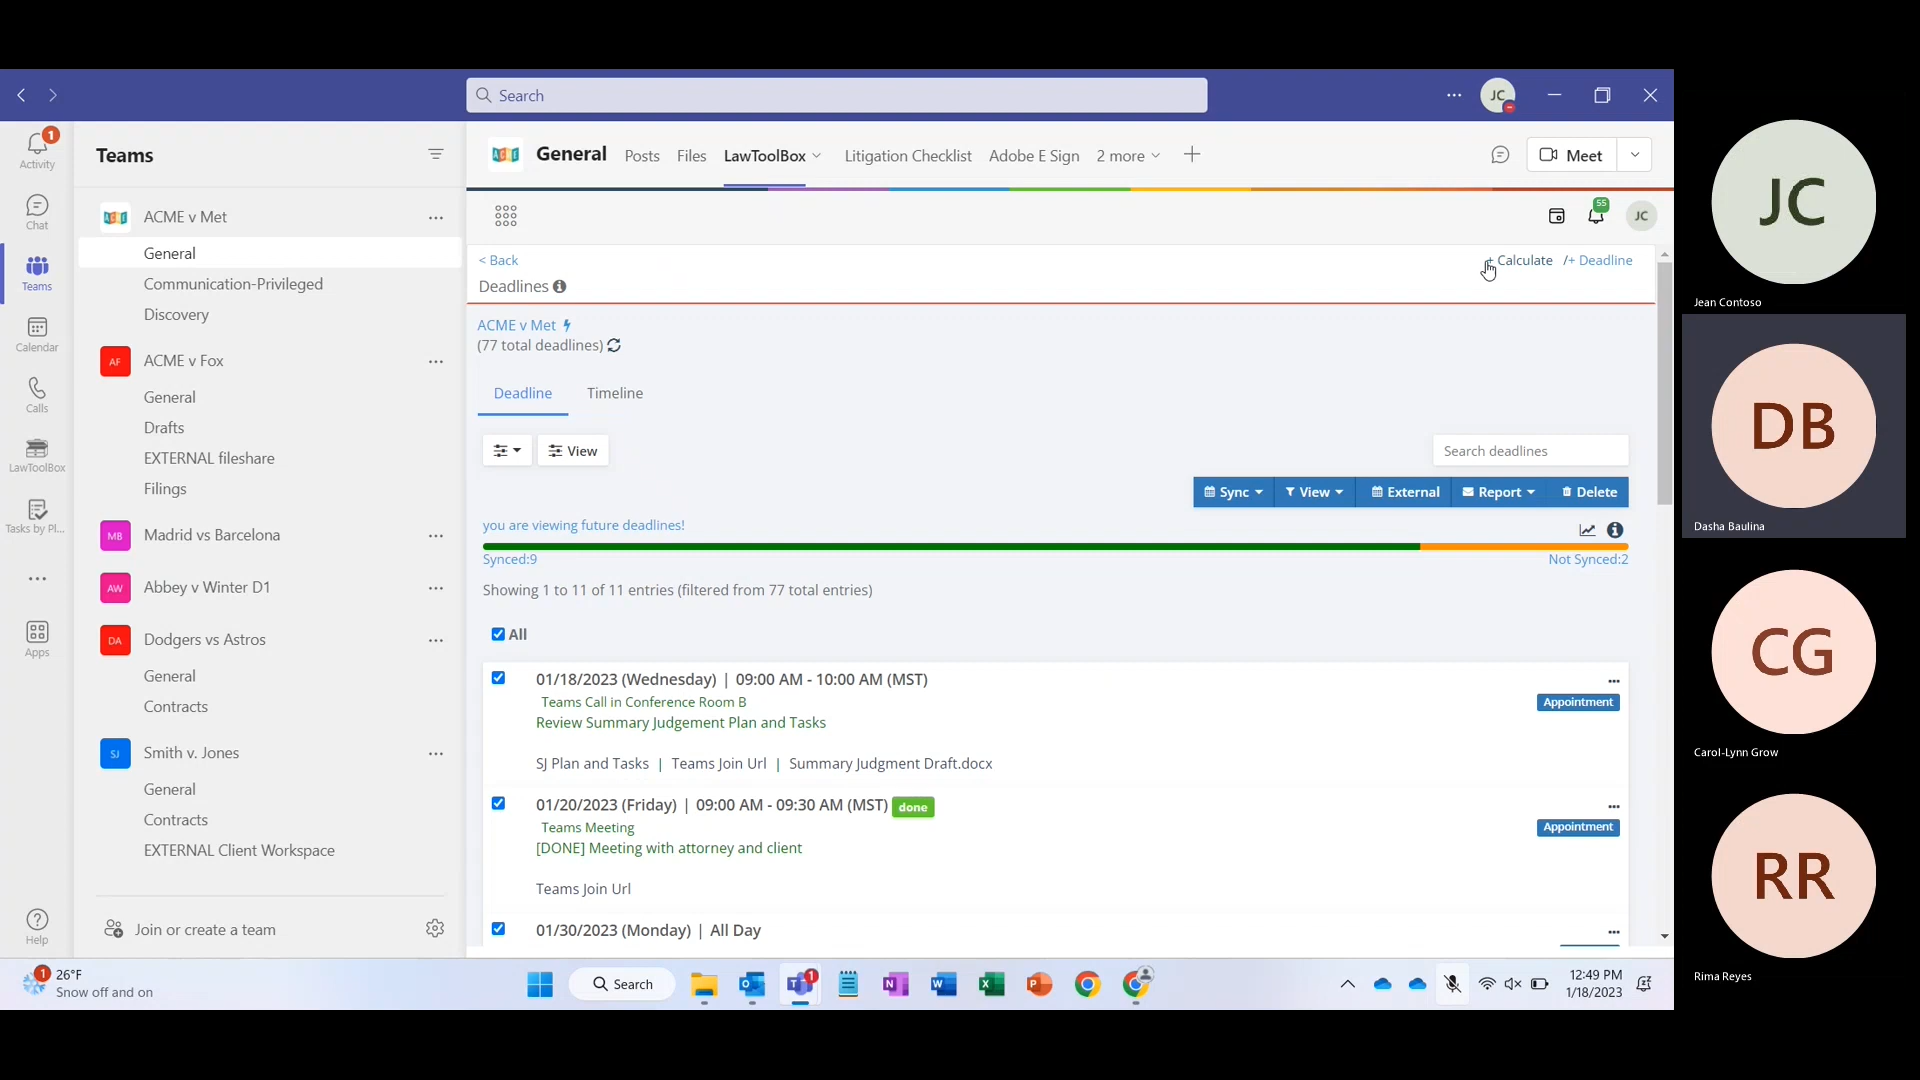 Search
JC
1
Activity
Chat
Teams
Calendar
Calls
LawToolBox
Tasks by Pl...
Apps
Help
Teams
ACME v Met
General
Communication-Privileged
Discovery
AF
ACME v Fox
General
Drafts
EXTERNAL fileshare
Filings
MB
Madrid vs Barcelona
AW
Abbey v Winter D1
DA
Dodgers vs Astros
General
Contracts
SJ
Smith v. Jones
General
Contracts
EXTERNAL Client Workspace
Join or create a team
ACME
General
Posts
Files
LawToolBox
Litigation Checklist
Adobe E Sign
2 more
Meet
55
JC
< Back
+ Calculate /+ Deadline
Deadlines
ACME v Met
(77 total deadlines)
Deadline
Timeline
View
Search deadlines
Sync
View
External
Report
Delete
you are viewing future deadlines!
Synced:9
Not Synced:2
Showing 1 to 11 of 11 entries (filtered from 77 total entries)
All
01/18/2023 (Wednesday) | 09:00 AM - 10:00 AM (MST)
Appointment
Teams Call in Conference Room B
Review Summary Judgement Plan and Tasks
SJ Plan and Tasks | Teams Join Url | Summary Judgment Draft.docx
01/20/2023 (Friday) | 09:00 AM - 09:30 AM (MST) done
Appointment
Teams Meeting
[DONE] Meeting with attorney and client
Teams Join Url
01/30/2023 (Monday) | All Day
1
26°F
Snow off and on
Search
1
12:49 PM
1/18/2023
JC
Jean Contoso
DB
Dasha Baulina
CG
Carol-Lynn Grow
RR
Rima Reyes